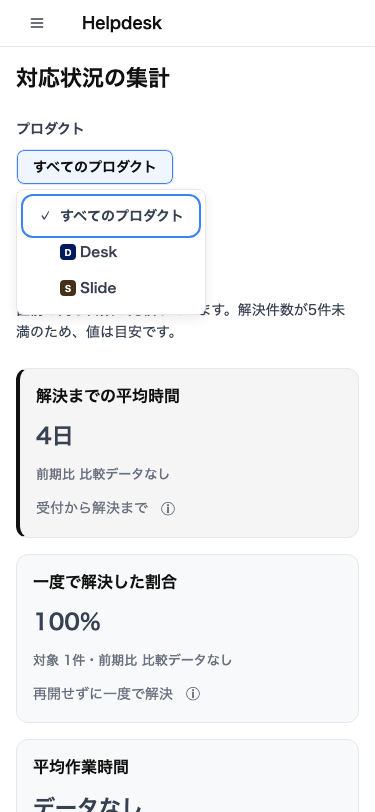 Helpdesk
対応状況の集計
プロダクト
すべてのプロダクト
✓ すべてのプロダクト
D Desk
S Slide
ます。解決件数が5件未
満のため、値は目安です。
解決までの平均時間
4日
前期比 比較データなし
受付から解決まで ⓘ
一度で解決した割合
100%
対象 1件・前期比 比較データなし
再開せずに一度で解決 ⓘ
平均作業時間
データなし